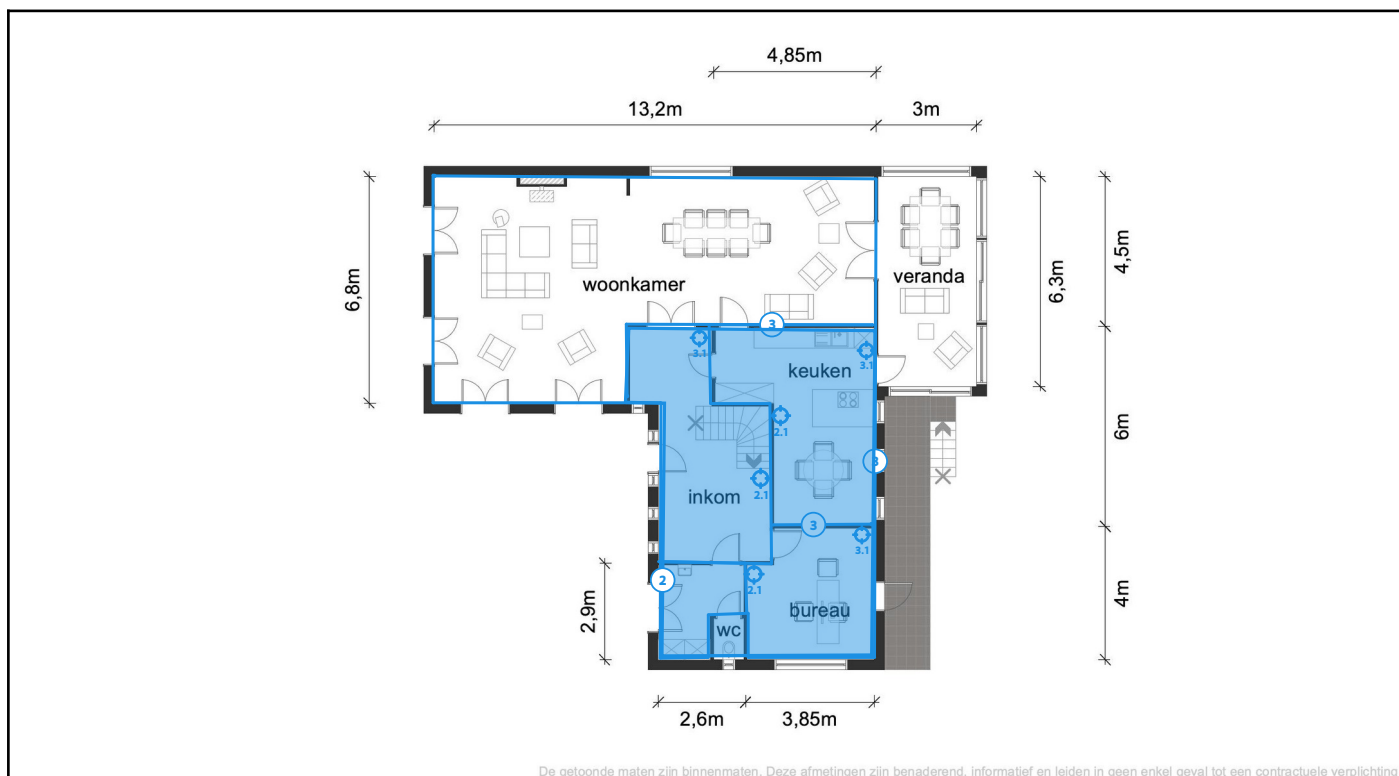 4,85m
13,2m
3m
6,8m
woonkamer
veranda
6,3m
4,5m
3
3.1
3.1
keuken
2.1
6m
3
inkom
2.1
3
3.1
2
2.1
2,9m
wc
bureau
4m
2,6m
3,85m
De getoonde maten zijn binnenmaten. Deze afmetingen zijn benaderend, informatief en leiden in geen enkel geval tot een contractuele verplichting